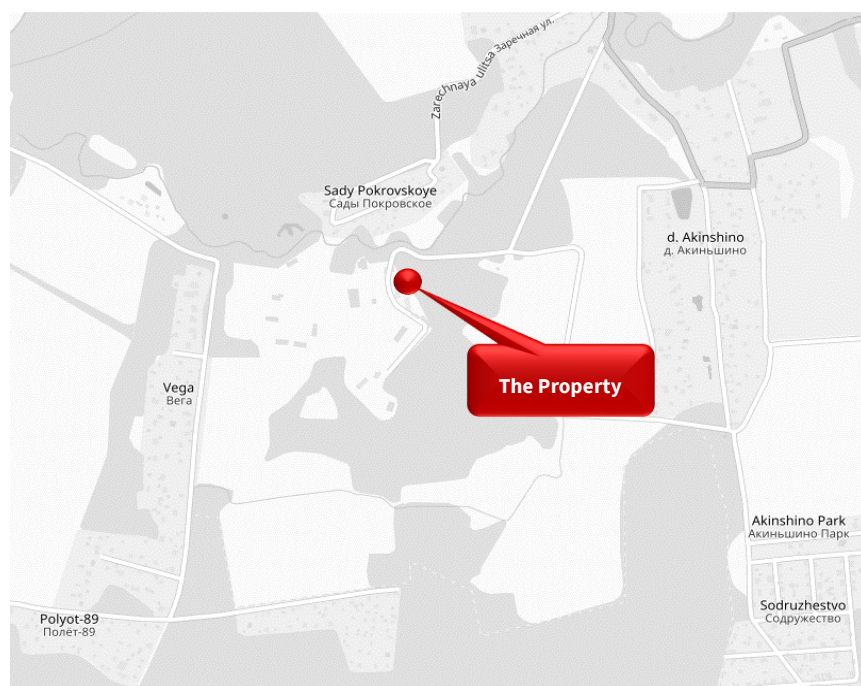 Zarechnaya ulitsa Заречная ул.
Sady Pokrovskoye
Сады Покровское
d. Akinshino
д. Акиньшино
The Property
Vega
Вега
Akinshino Park
Акиньшино Парк
Sodruzhestvo
Содружество
Polyot-89
Полёт-89